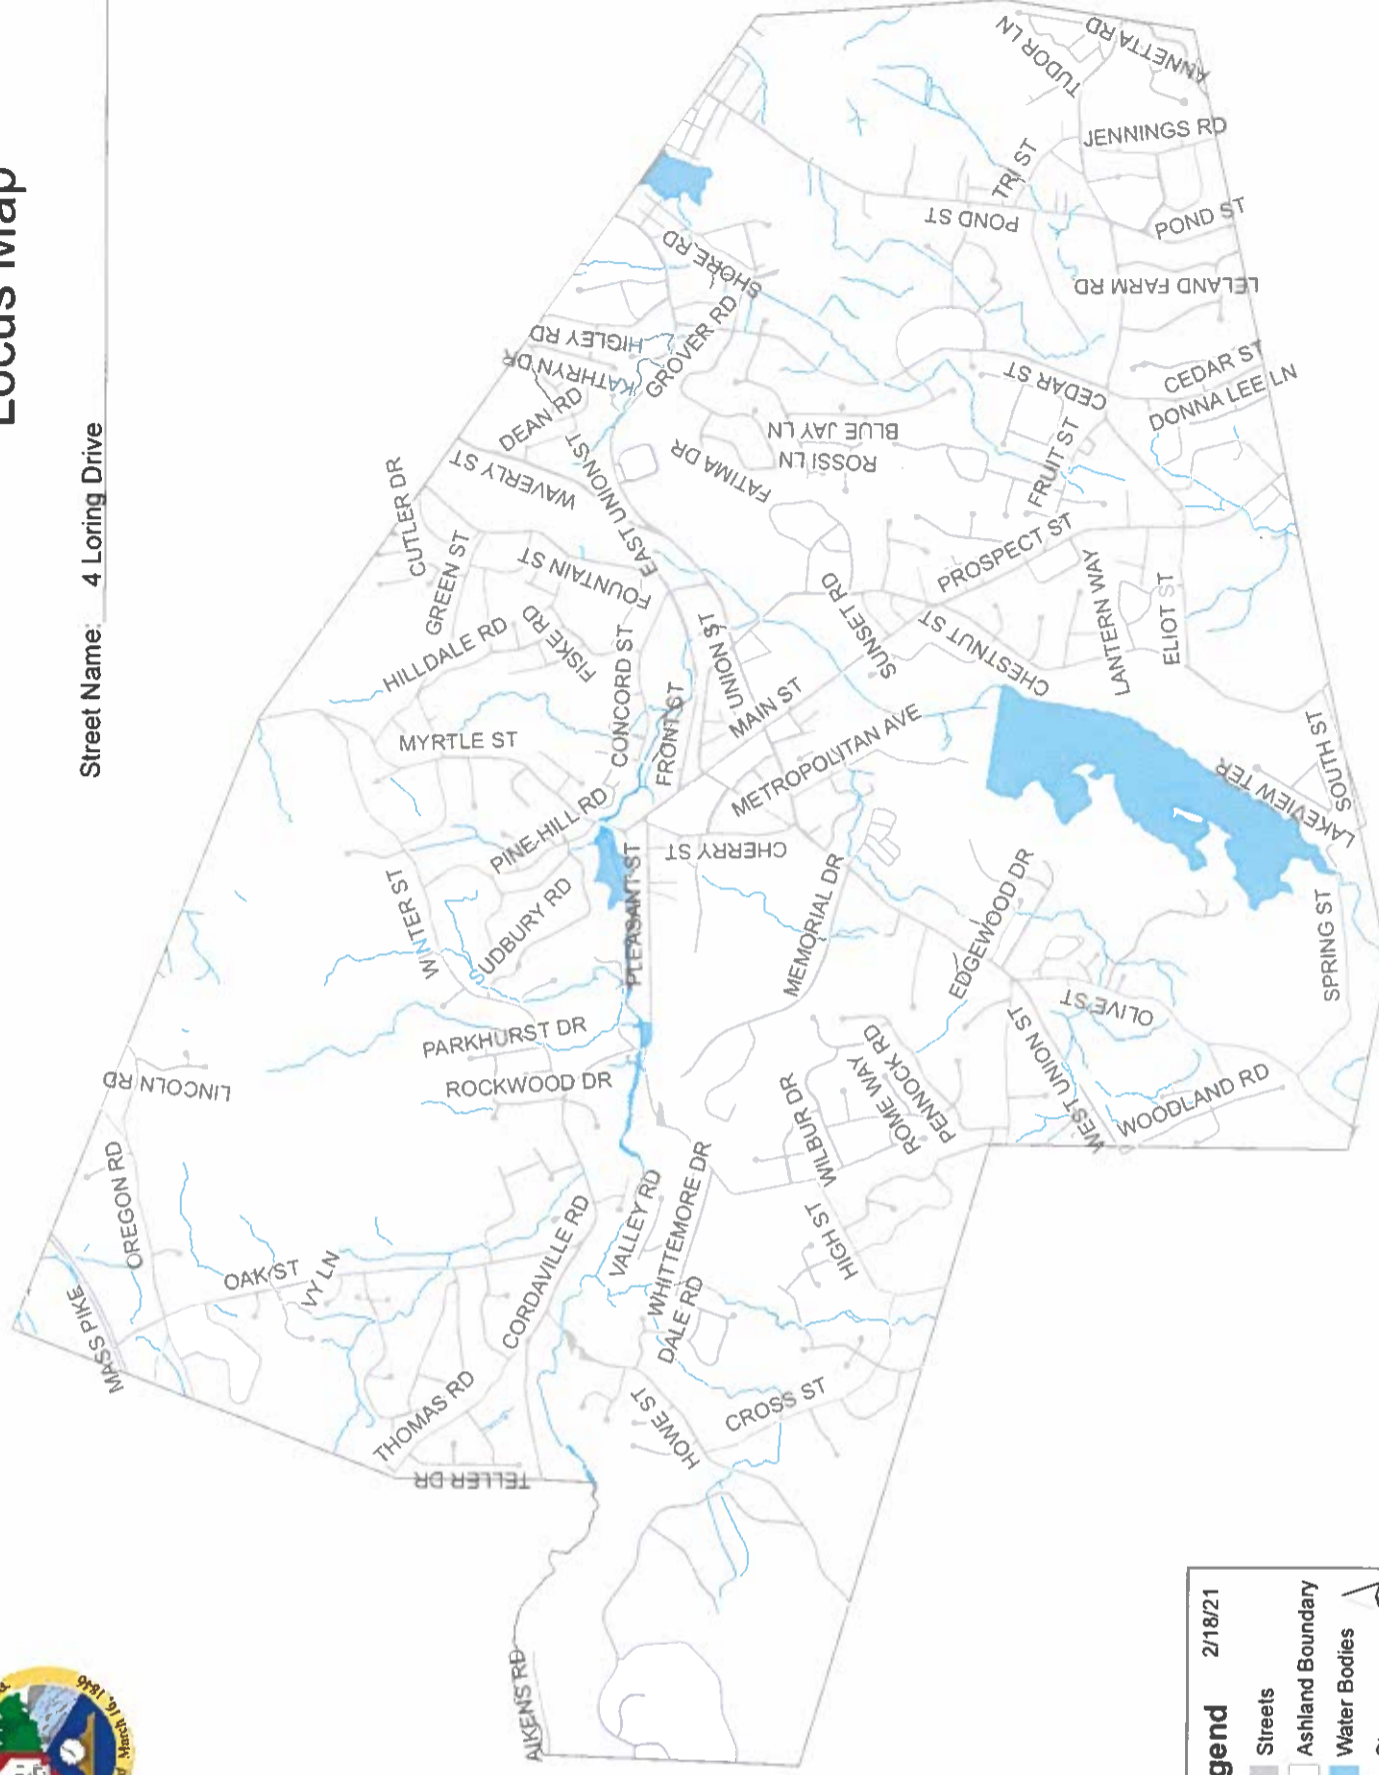 Locus Map
Street Name: 4 Loring Drive
TUDOR LN
ANNETTA RD
JENNINGS RD
TRI ST
POND ST
POND ST
LELAND FARM RD
SHORE RD
HIGLEY RD
KATHRYN DR
GROVER RD
DEAN RD
CEDAR ST
CEDAR ST
DONNA LEE LN
BLUE JAY LN
ROSSI LN
FATIMA DR
FRUIT ST
WAVERLY ST
EAST UNION ST
CUTLER DR
GREEN ST
FOUNTAIN ST
PROSPECT ST
HILLDALE RD
FISKE RD
SUNSET RD
CHESTNUT ST
LANTERN WAY
ELIOT ST
CONCORD ST
UNION ST
FRONT ST
MAIN ST
MYRTLE ST
METROPOLITAN AVE
LAKEVIEW TER
SOUTH ST
PINE HILL RD
CHERRY ST
WINTER ST
SUDBURY RD
PLEASANT ST
MEMORIAL DR
EDGEWOOD DR
SPRING ST
OLIVE ST
PARKHURST DR
ROCKWOOD DR
LINCOLN RD
WEST UNION ST
WOODLAND RD
WILBUR DR
ROME WAY
PENNOCK RD
OREGON RD
VALLEY RD
WHITTEMORE DR
HIGH ST
OAK ST
VY LN
CORDAVILLE RD
DALE RD
MASS PIKE
THOMAS RD
HOWE ST
CROSS ST
TELLER DR
AIKENS RD
March 16, 1846
gend 2/18/21
Streets
Ashland Boundary
Water Bodies